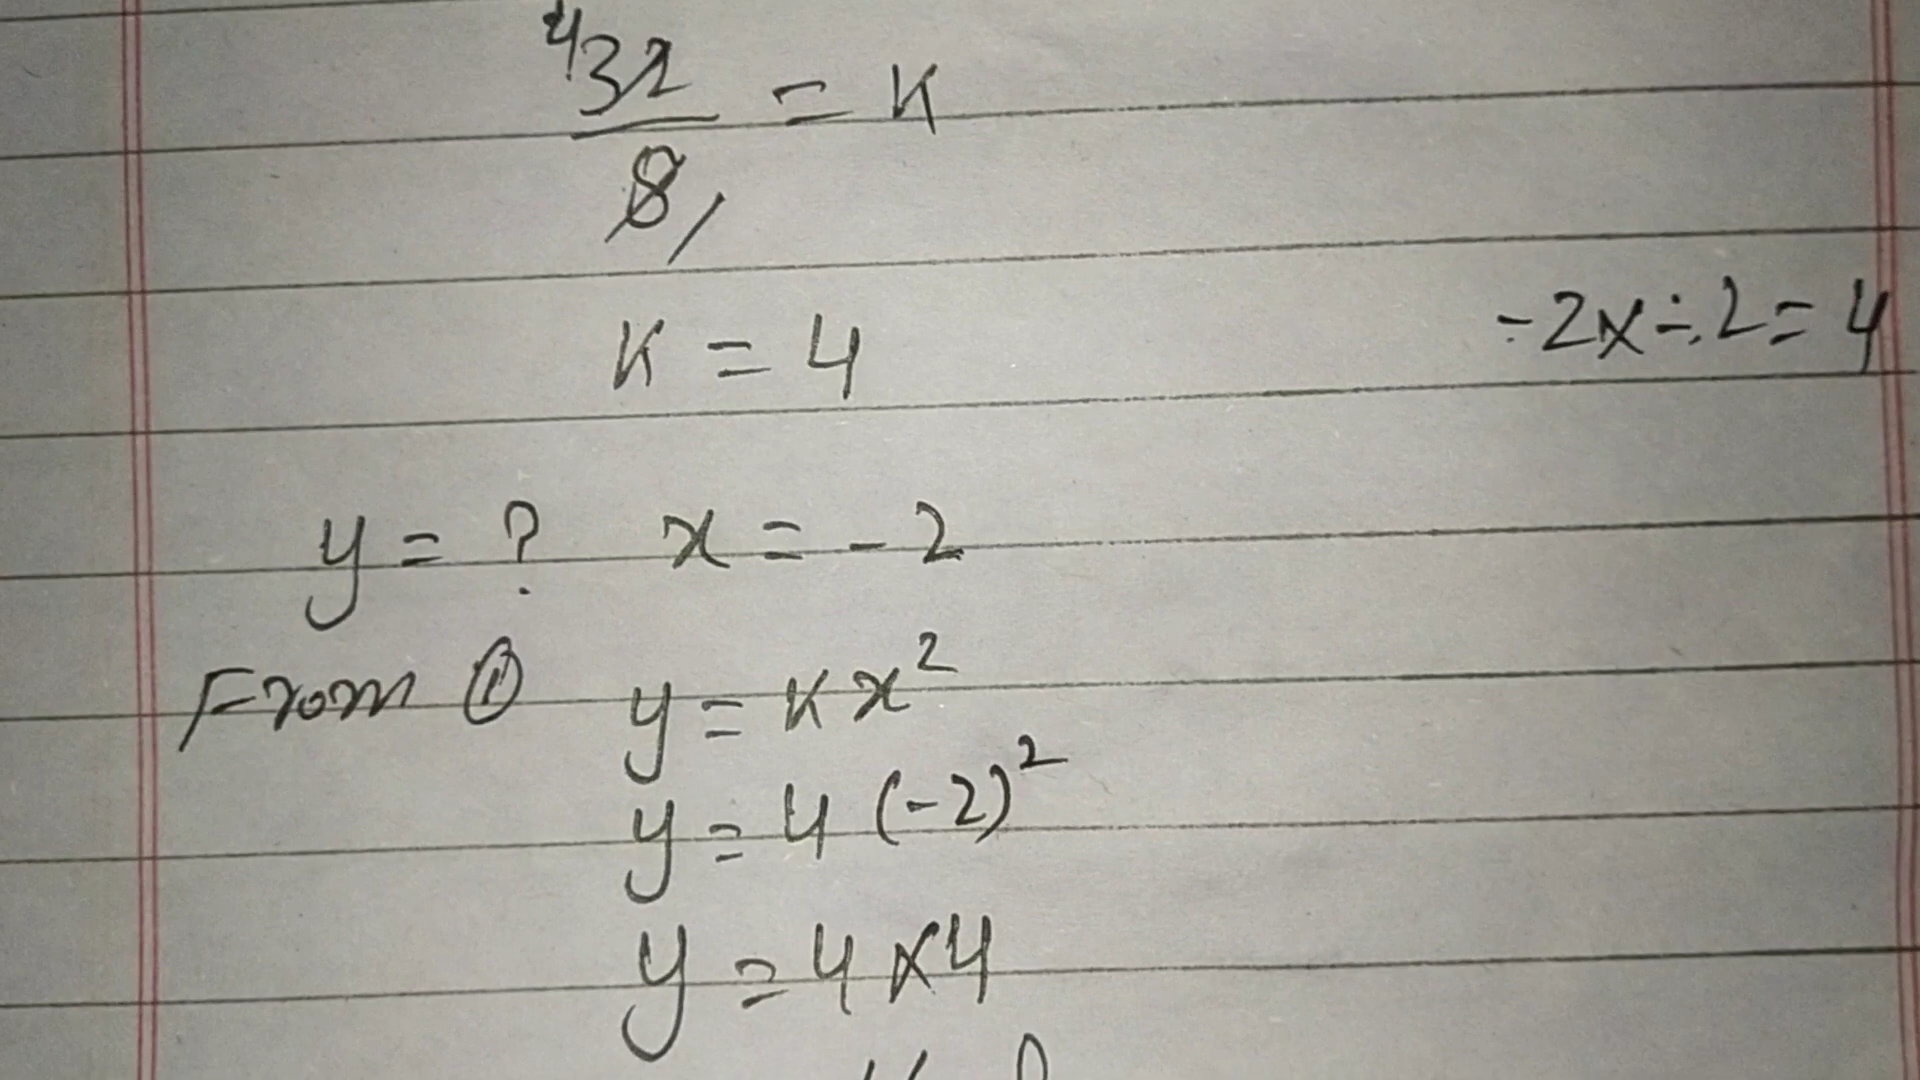 4
32 = K
8
K = 4
-2x-2=4
y = ? x = -2
From ① y = Kx²
y = 4 (-2)²
y = 4 x 4